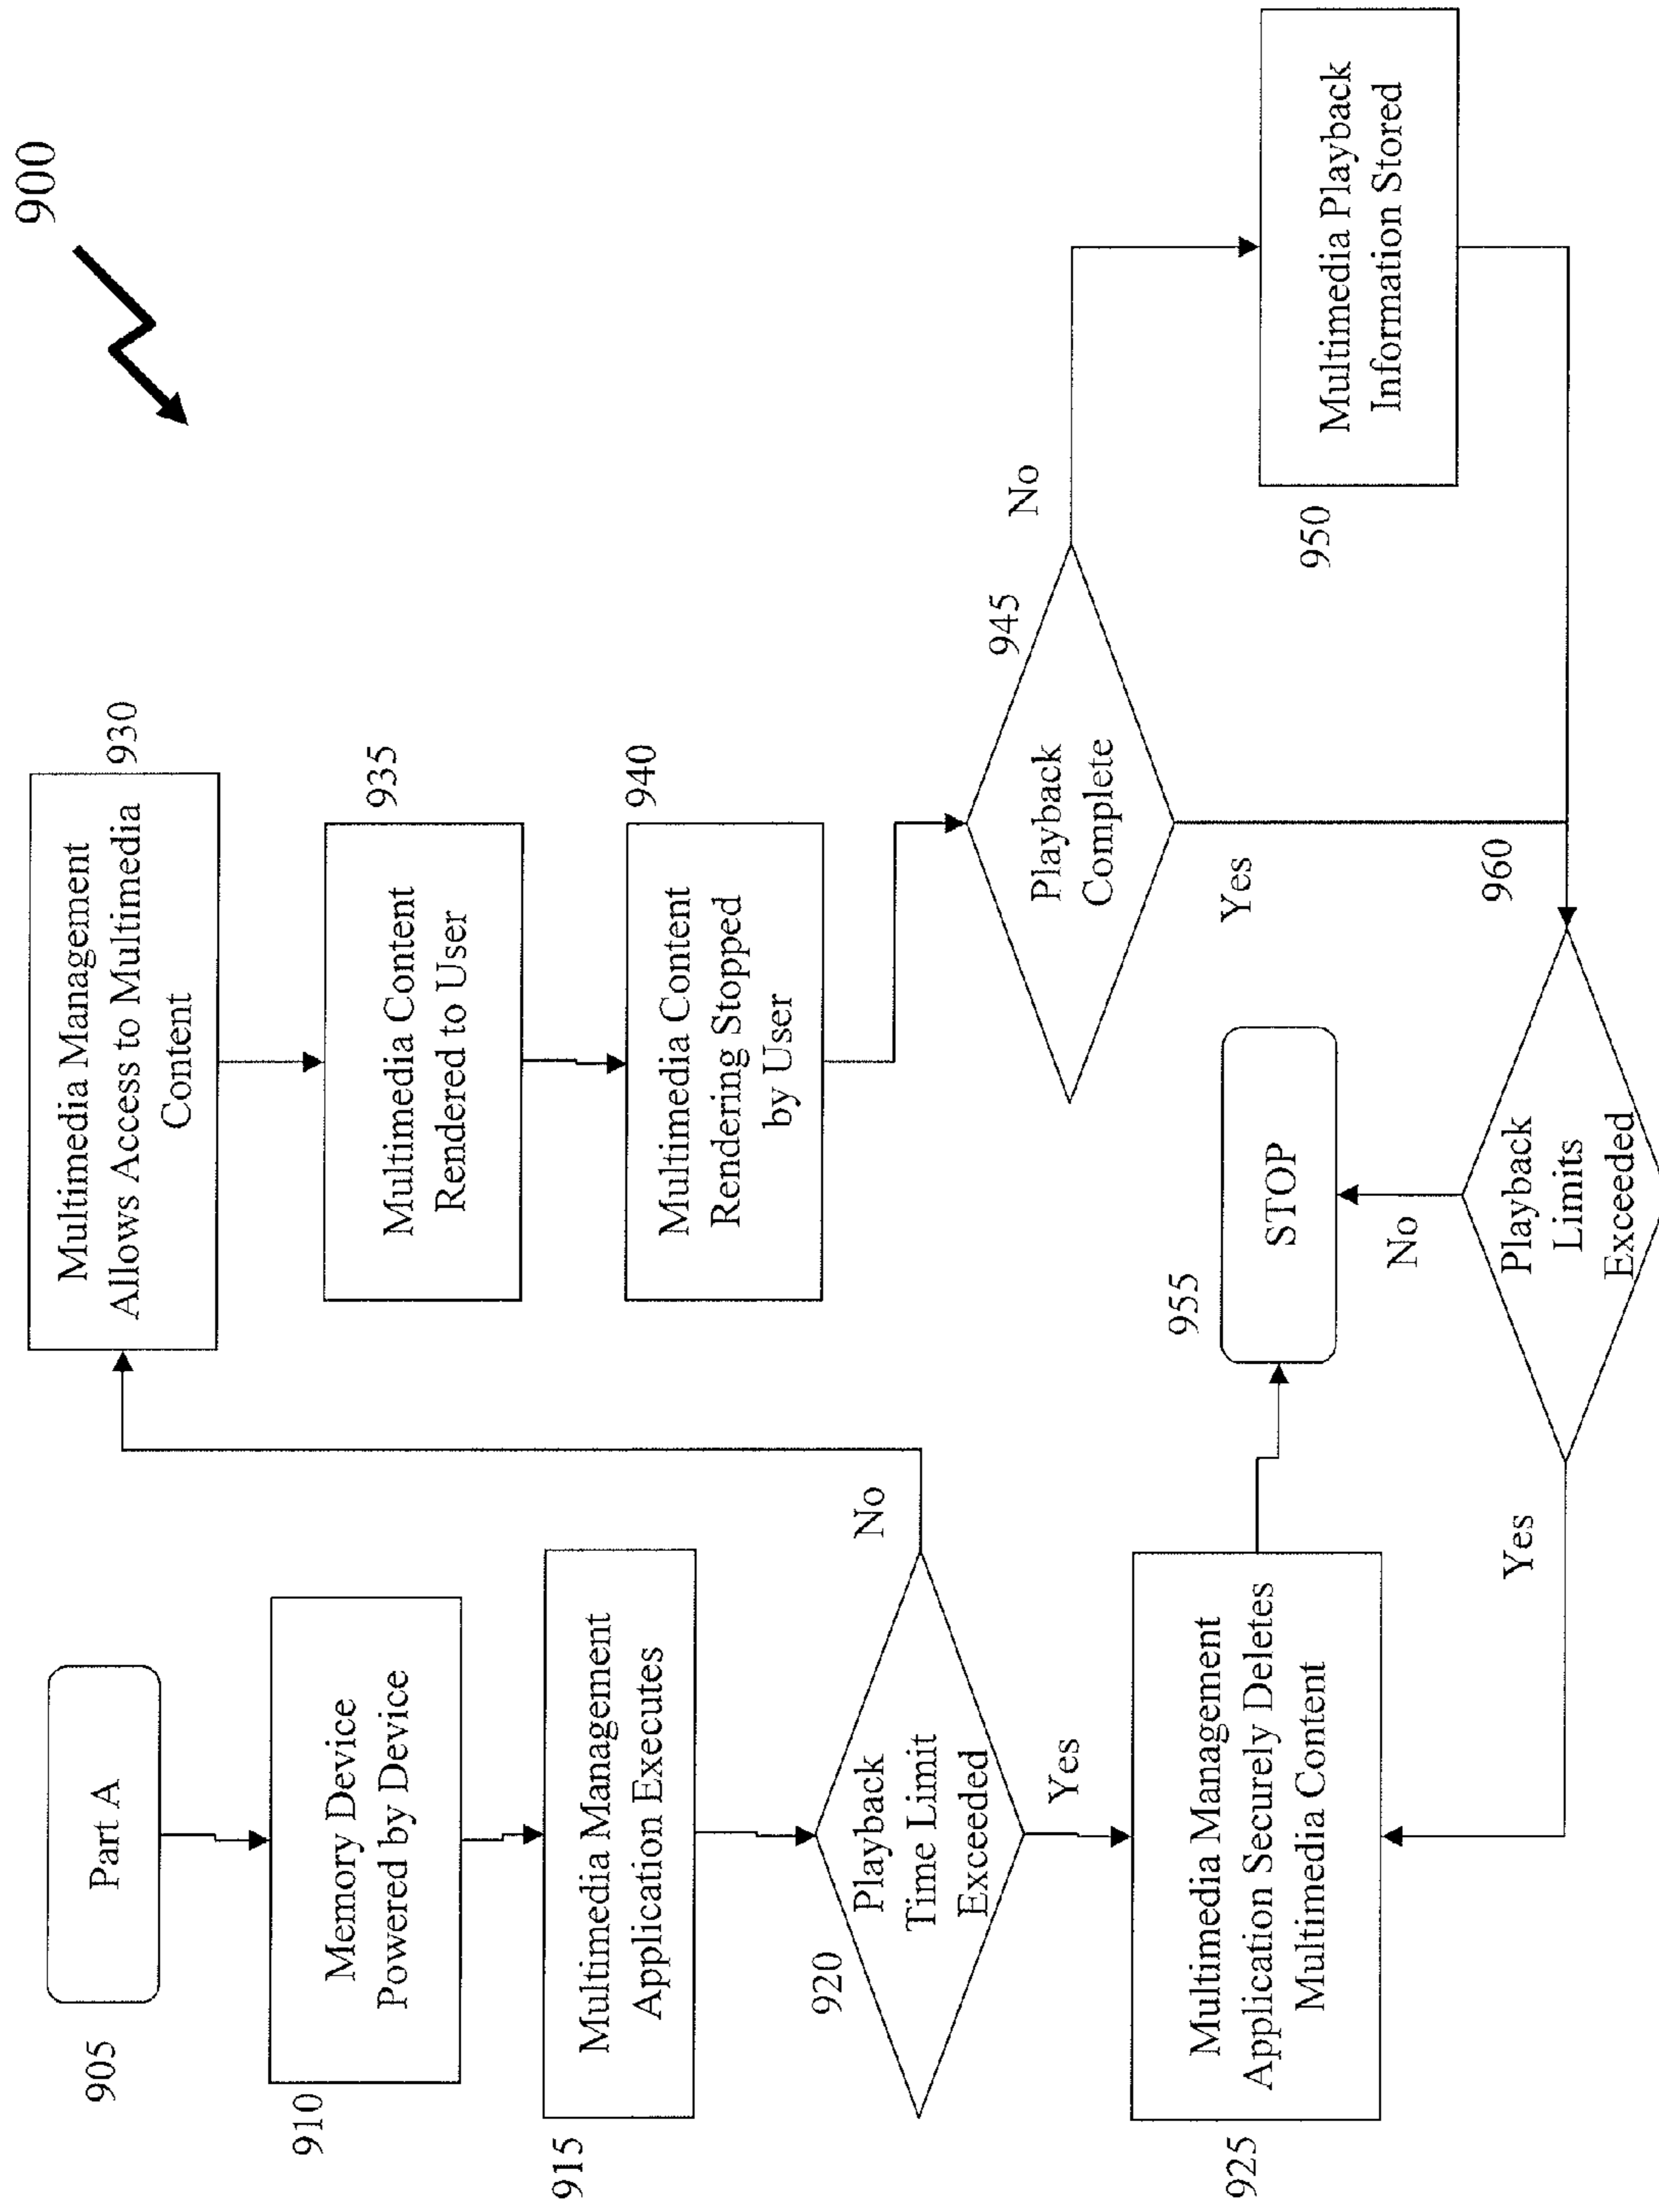 900
905
Part A
910
Memory Device
Powered by Device
915
Multimedia Management
Application Executes
920
Playback
Time Limit
Exceeded
No
Yes
925
Multimedia Management
Application Securely Deletes
Multimedia Content
930
Multimedia Management
Allows Access to Multimedia
Content
935
Multimedia Content
Rendered to User
940
Multimedia Content
Rendering Stopped
by User
945
Playback
Complete
No
Yes
950
Multimedia Playback
Information Stored
955
STOP
960
Playback
Limits
Exceeded
No
Yes